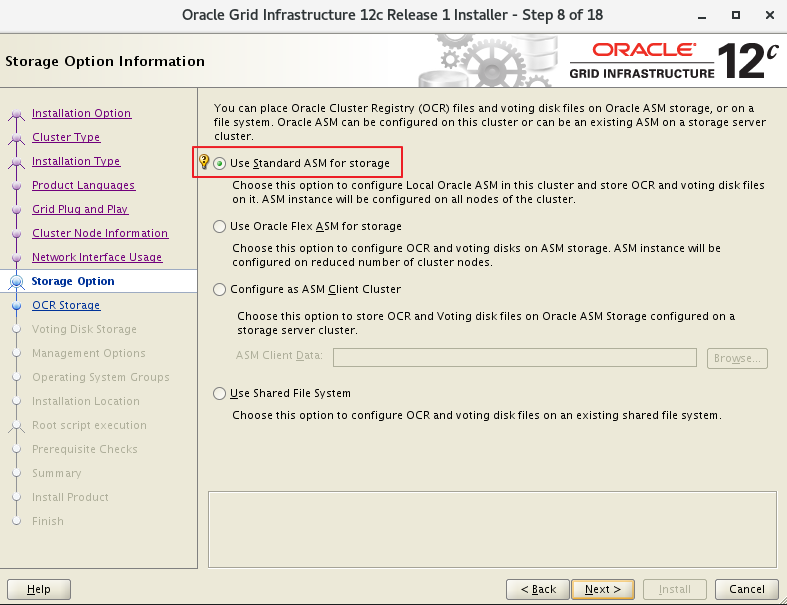 Oracle Grid Infrastructure 12c Release 1 Installer - Step 8 of 18
Storage Option Information
ORACLE
GRID INFRASTRUCTURE
12c
Installation Option
Cluster Type
Installation Type
Product Languages
Grid Plug and Play
Cluster Node Information
Network Interface Usage
Storage Option
OCR Storage
Voting Disk Storage
Management Options
Operating System Groups
Installation Location
Root script execution
Prerequisite Checks
Summary
Install Product
Finish
You can place Oracle Cluster Registry (OCR) files and voting disk files on Oracle ASM storage, or on a
file system. Oracle ASM can be configured on this cluster or can be an existing ASM on a storage server
cluster.
Use Standard ASM for storage
Choose this option to configure Local Oracle ASM in this cluster and store OCR and voting disk files
on it. ASM instance will be configured on all nodes of the cluster.
Use Oracle Flex ASM for storage
Choose this option to configure OCR and voting disks on ASM storage. ASM instance will be
configured on reduced number of cluster nodes.
Configure as ASM Client Cluster
Choose this option to store OCR and Voting disk files on Oracle ASM Storage configured on a
storage server cluster.
ASM Client Data:
Browse...
Use Shared File System
Choose this option to configure OCR and voting disk files on an existing shared file system.
Help
< Back
Next >
Install
Cancel